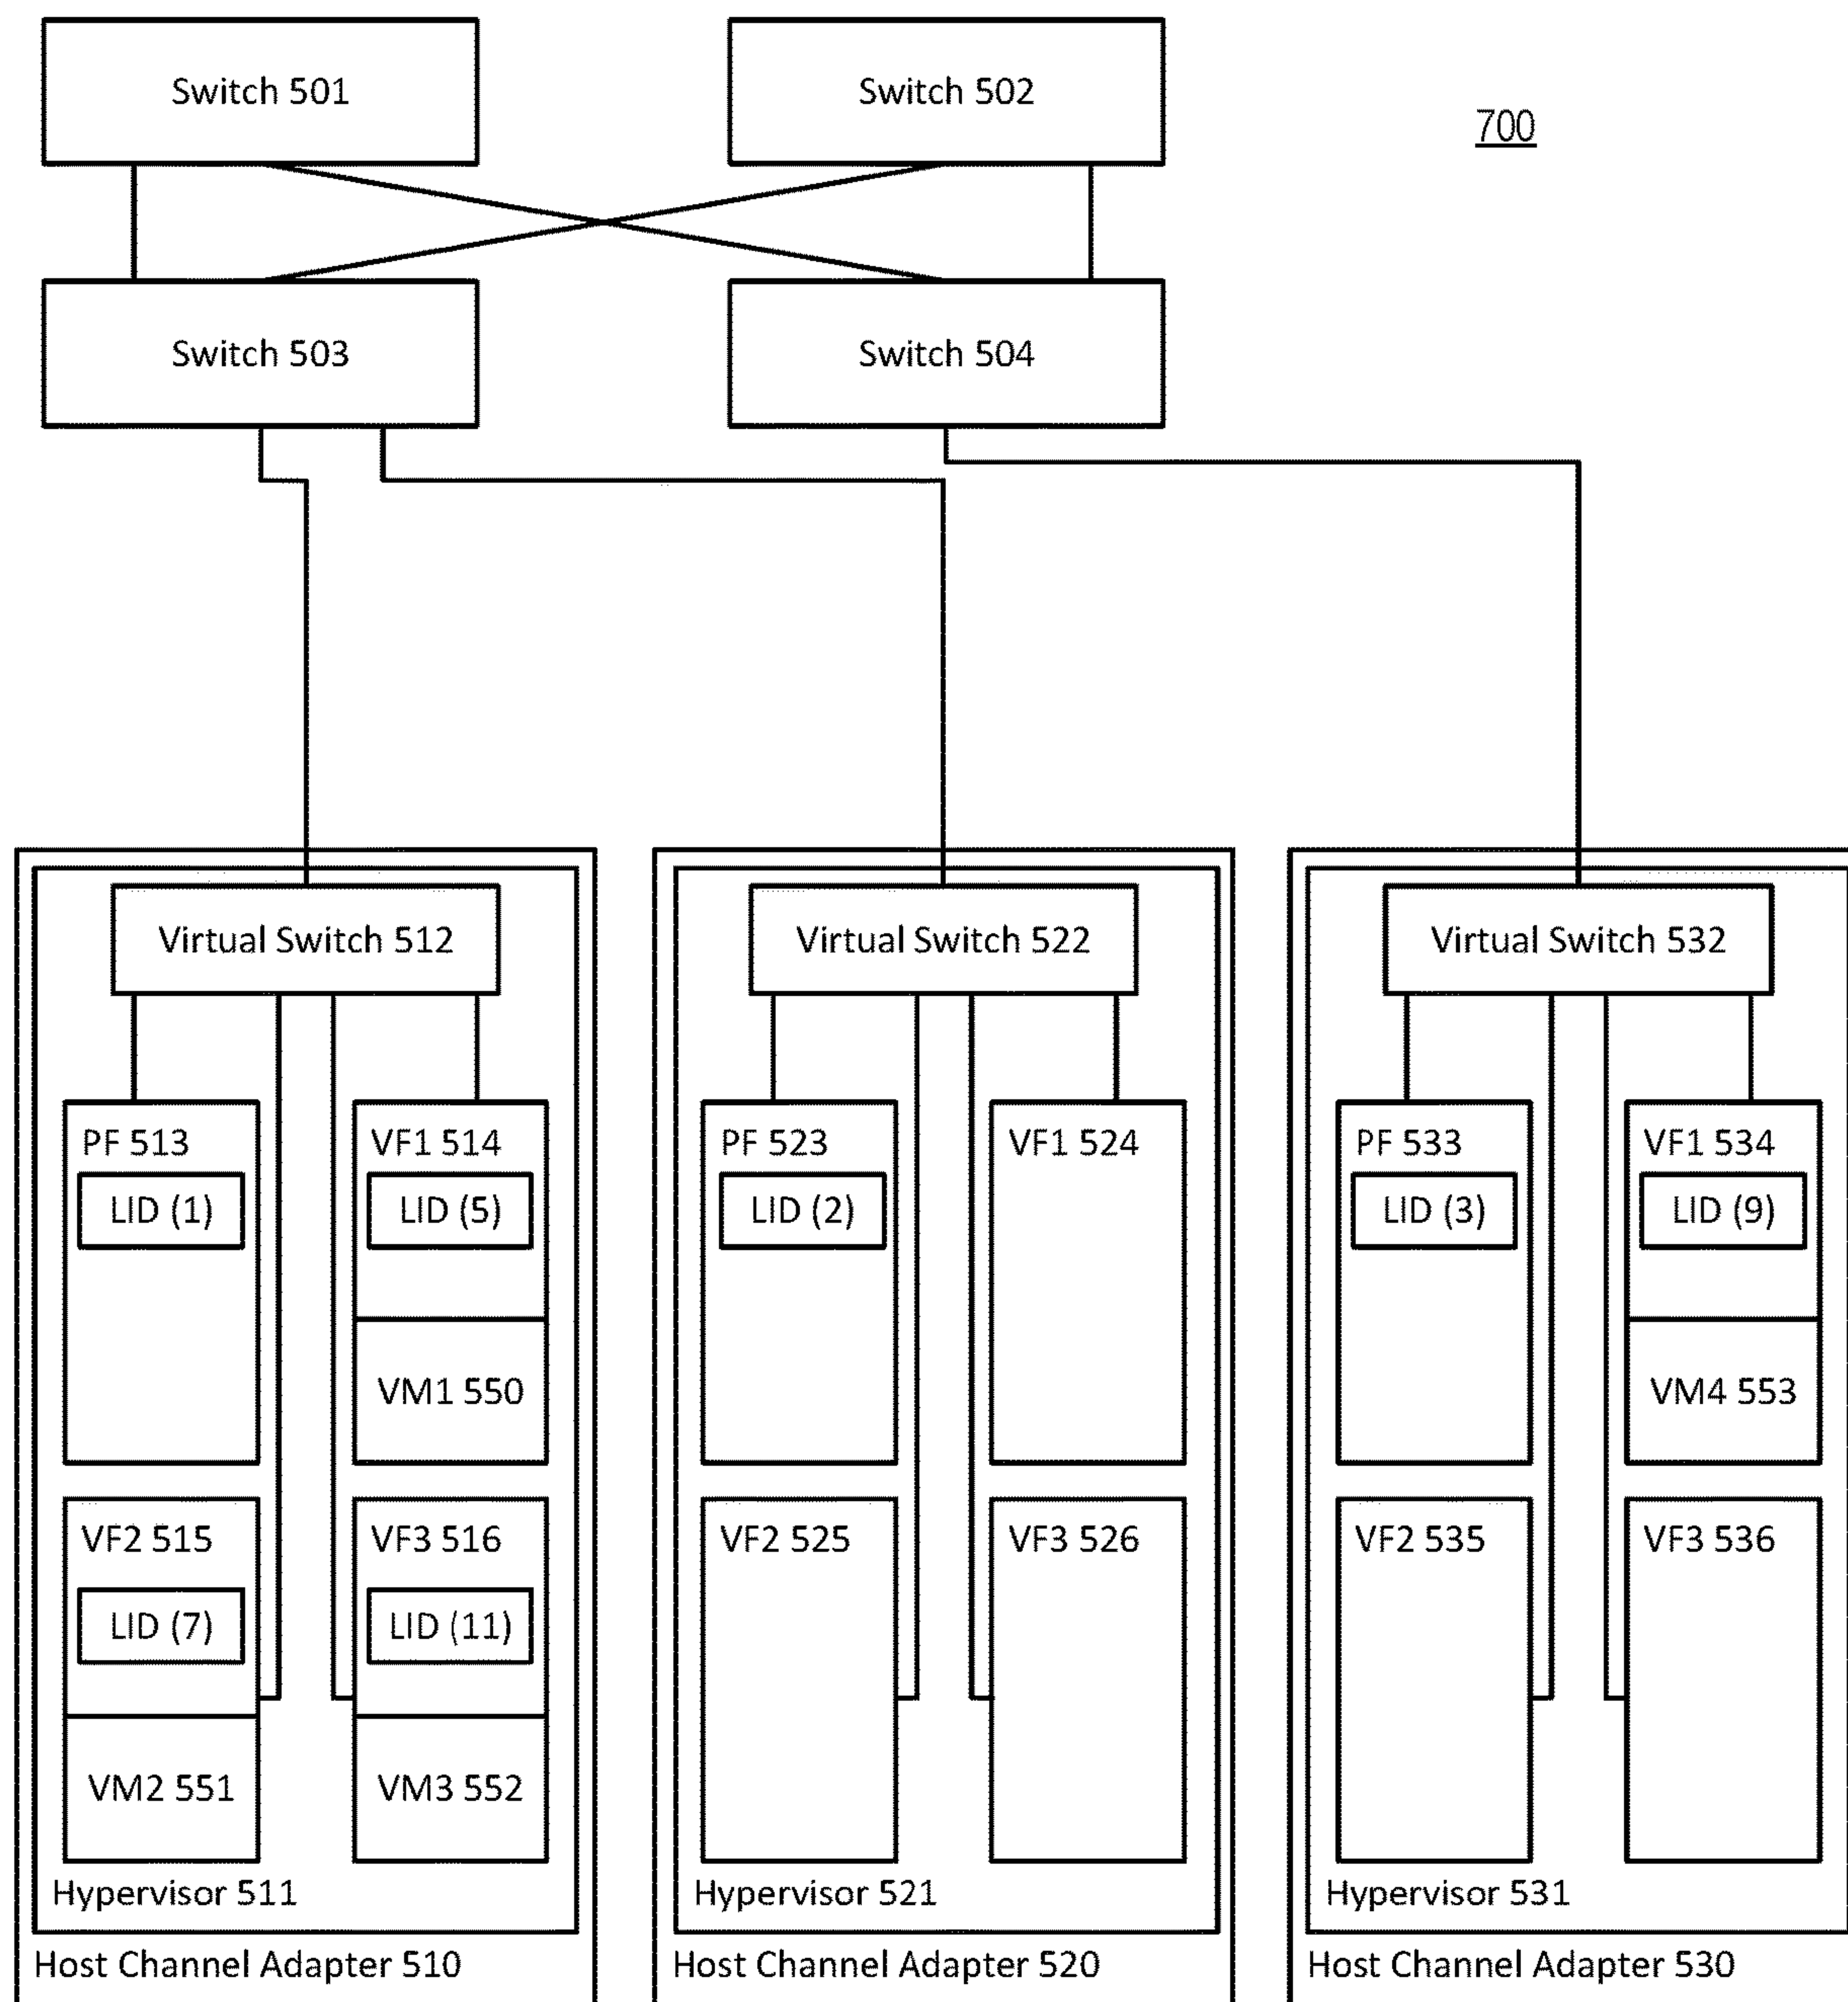 Switch 501
Switch 502
700
Switch 503
Switch 504
Virtual Switch 512
Virtual Switch 522
Virtual Switch 532
PF 513
LID (1)
VF1 514
LID (5)
VM1 550
PF 523
LID (2)
VF1 524
PF 533
LID (3)
VF1 534
LID (9)
VM4 553
VF2 515
LID (7)
VM2 551
VF3 516
LID (11)
VM3 552
VF2 525
VF3 526
VF2 535
VF3 536
Hypervisor 511
Hypervisor 521
Hypervisor 531
Host Channel Adapter 510
Host Channel Adapter 520
Host Channel Adapter 530